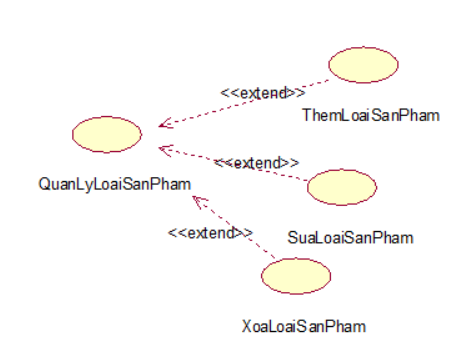 <<extend>>
ThemLoaiSanPham
<<extend>>
QuanLyLoaiSanPham
<<extend>>
SuaLoaiSanPham
XoaLoaiSanPham